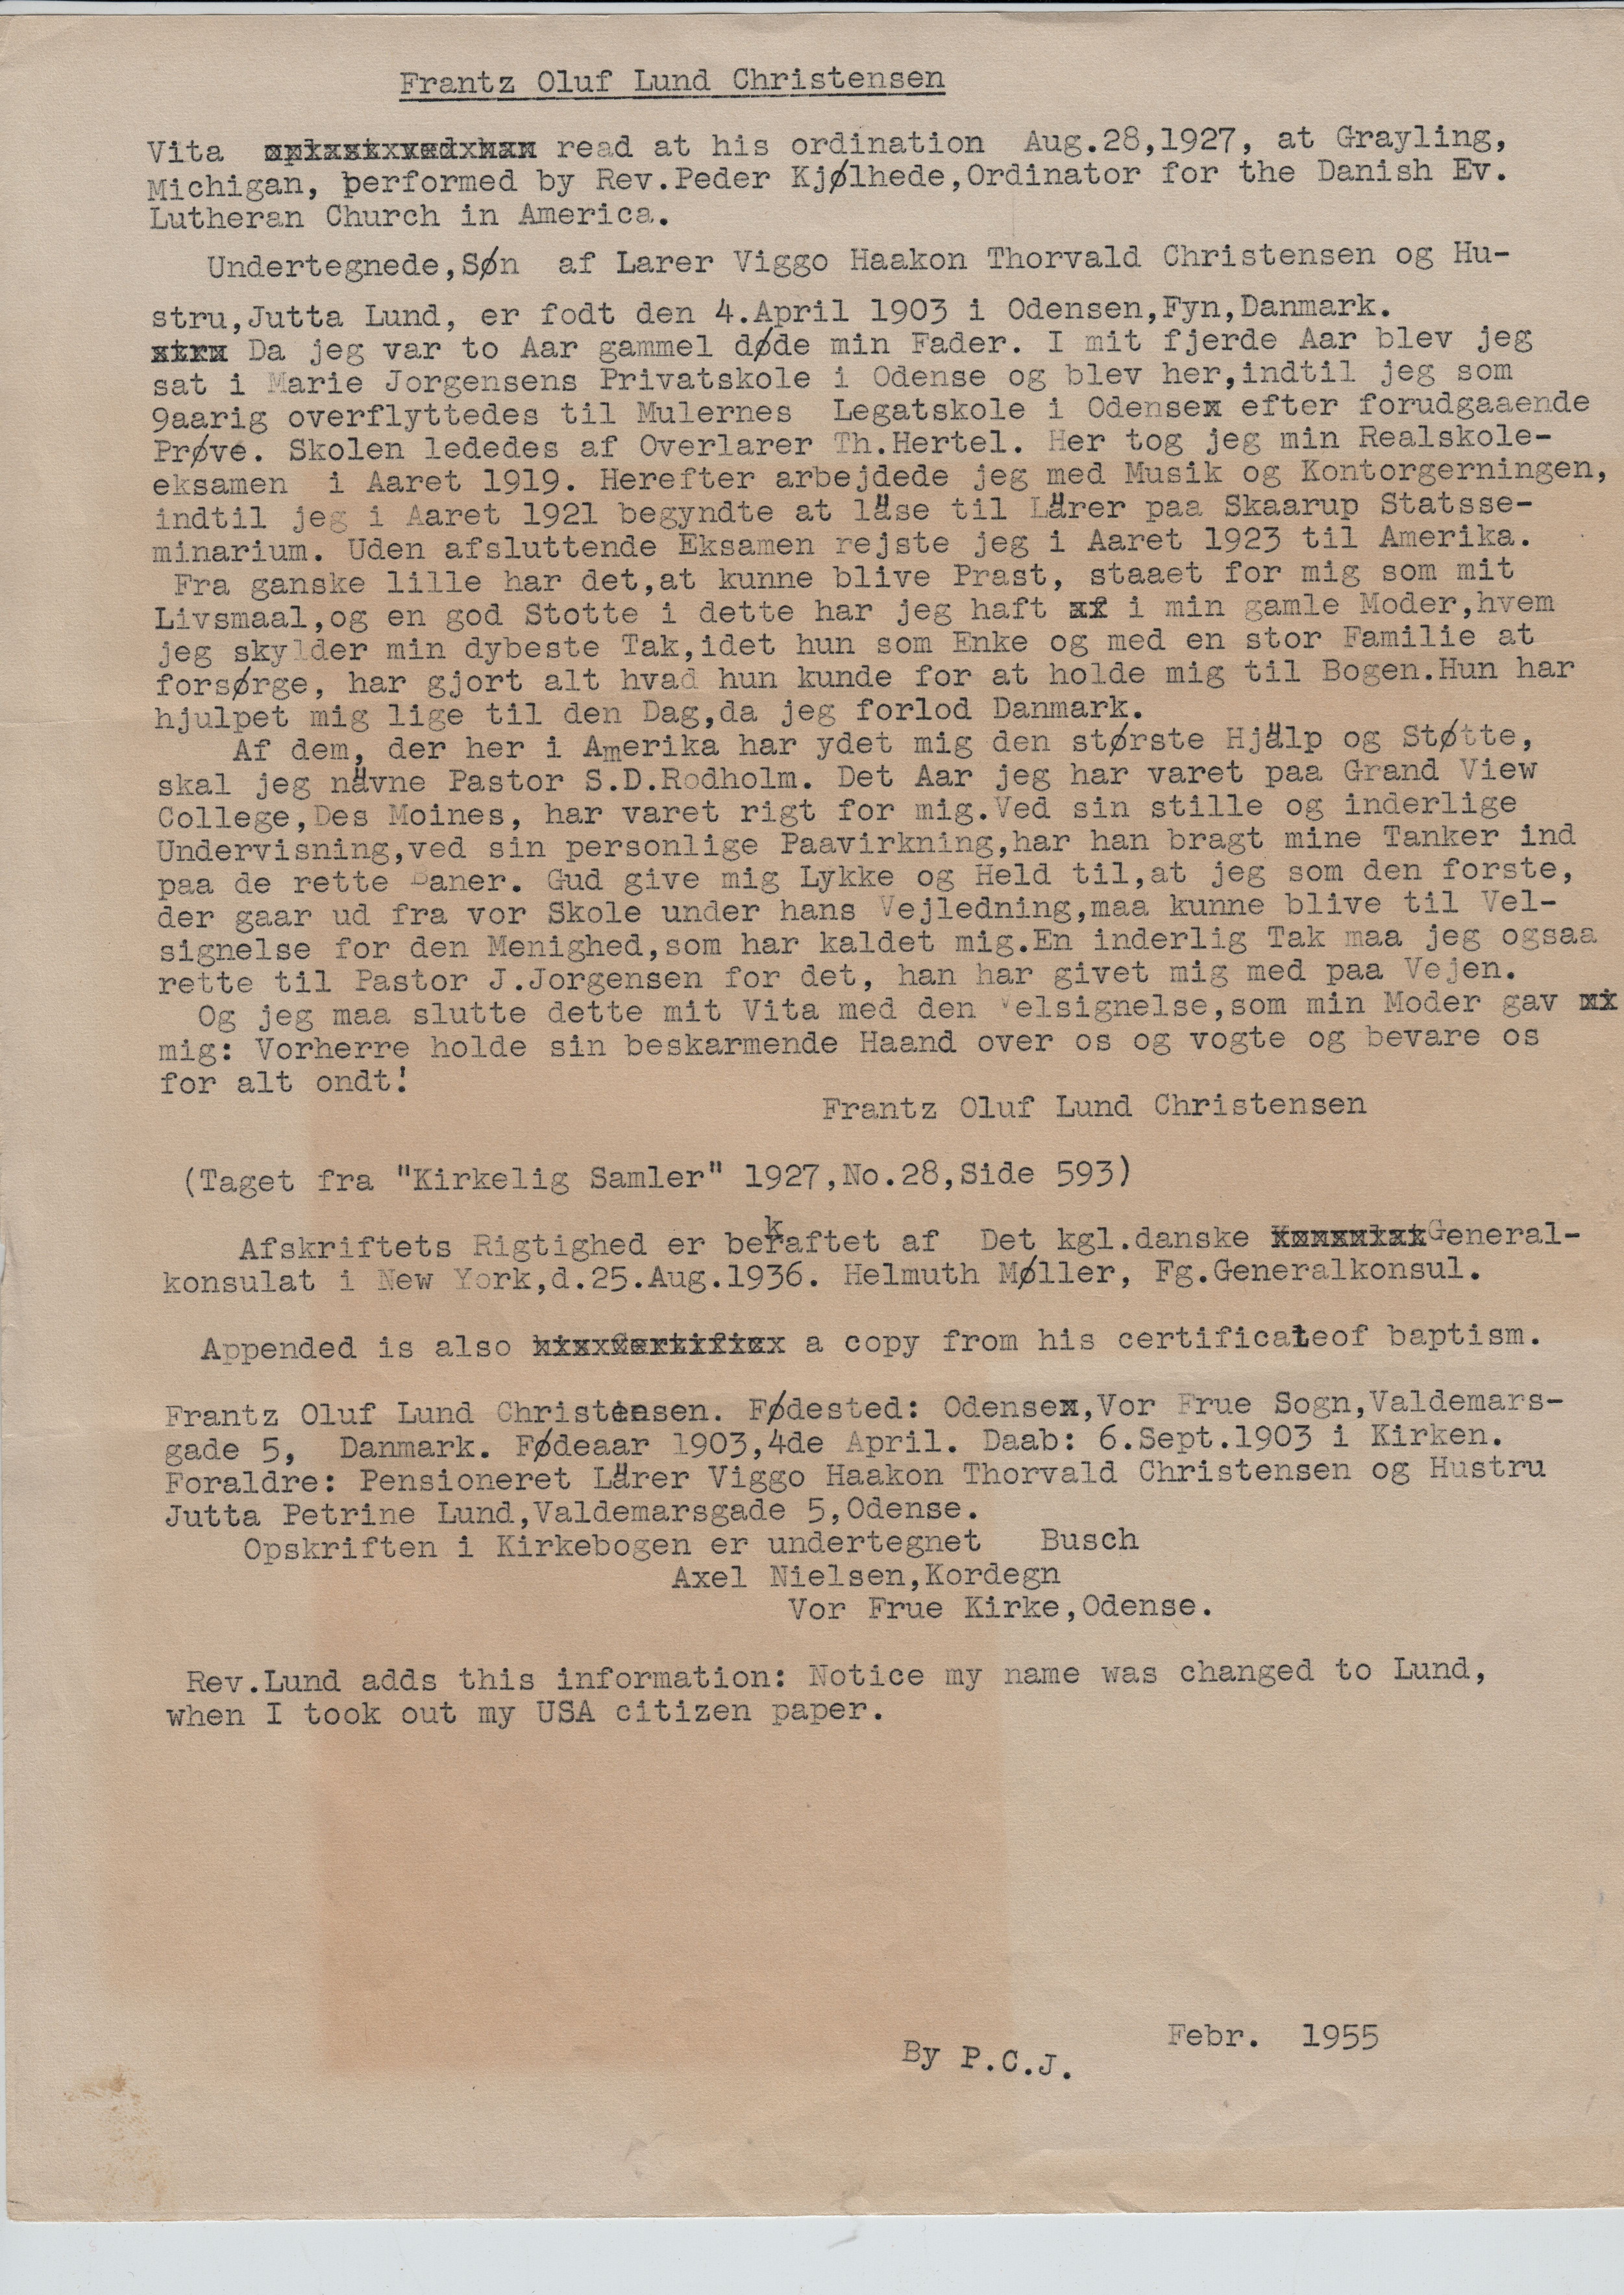 Frantz Oluf Lund Christensen
Vita read at his ordination Aug.28,1927, at Grayling,
Michigan, performed by Rev.Peder Kjølhede,Ordinator for the Danish Ev.
Lutheran Church in America.
Undertegnede,Søn af Larer Viggo Haakon Thorvald Christensen og Hu-
stru,Jutta Lund, er fodt den 4.April 1903 i Odensen,Fyn,Danmark.
Da jeg var to Aar gammel døde min Fader. I mit fjerde Aar blev jeg
sat i Marie Jorgensens Privatskole i Odense og blev her,indtil jeg som
9aarig overflyttedes til Mulernes Legatskole i Odense efter forudgaaende
Prøve. Skolen lededes af Overlarer Th.Hertel. Her tog jeg min Realskole-
eksamen i Aaret 1919. Herefter arbejdede jeg med Musik og Kontorgerningen,
indtil jeg i Aaret 1921 begyndte at läse til Lärer paa Skaarup Statsse-
minarium. Uden afsluttende Eksamen rejste jeg i Aaret 1923 til Amerika.
Fra ganske lille har det,at kunne blive Prast, staaet for mig som mit
Livsmaal,og en god Stotte i dette har jeg haft i min gamle Moder,hvem
jeg skylder min dybeste Tak,idet hun som Enke og med en stor Familie at
forsørge, har gjort alt hvad hun kunde for at holde mig til Bogen.Hun har
hjulpet mig lige til den Dag,da jeg forlod Danmark.
Af dem, der her i Amerika har ydet mig den største Hjälp og Støtte,
skal jeg nävne Pastor S.D.Rodholm. Det Aar jeg har varet paa Grand View
College,Des Moines, har varet rigt for mig.Ved sin stille og inderlige
Undervisning,ved sin personlige Paavirkning,har han bragt mine Tanker ind
paa de rette Baner. Gud give mig Lykke og Held til,at jeg som den forste,
der gaar ud fra vor Skole under hans Vejledning,maa kunne blive til Vel-
signelse for den Menighed,som har kaldet mig.En inderlig Tak maa jeg ogsaa
rette til Pastor J.Jorgensen for det, han har givet mig med paa Vejen.
Og jeg maa slutte dette mit Vita med den Velsignelse,som min Moder gav
mig: Vorherre holde sin beskarmende Haand over os og vogte og bevare os
for alt ondt!
Frantz Oluf Lund Christensen
(Taget fra "Kirkelig Samler" 1927,No.28,Side 593)
Afskriftets Rigtighed er bekraftet af Det kgl.danske General-
konsulat i New York,d.25.Aug.1936. Helmuth Møller, Fg.Generalkonsul.
Appended is also a copy from his certificateof baptism.
Frantz Oluf Lund Christensen. Fødested: Odense,Vor Frue Sogn,Valdemars-
gade 5, Danmark. Fødeaar 1903,4de April. Daab: 6.Sept.1903 i Kirken.
Foraldre: Pensioneret Lärer Viggo Haakon Thorvald Christensen og Hustru
Jutta Petrine Lund,Valdemarsgade 5,Odense.
Opskriften i Kirkebogen er undertegnet Busch
Axel Nielsen,Kordegn
Vor Frue Kirke,Odense.
Rev.Lund adds this information: Notice my name was changed to Lund,
when I took out my USA citizen paper.
Febr. 1955
By P.C.J.